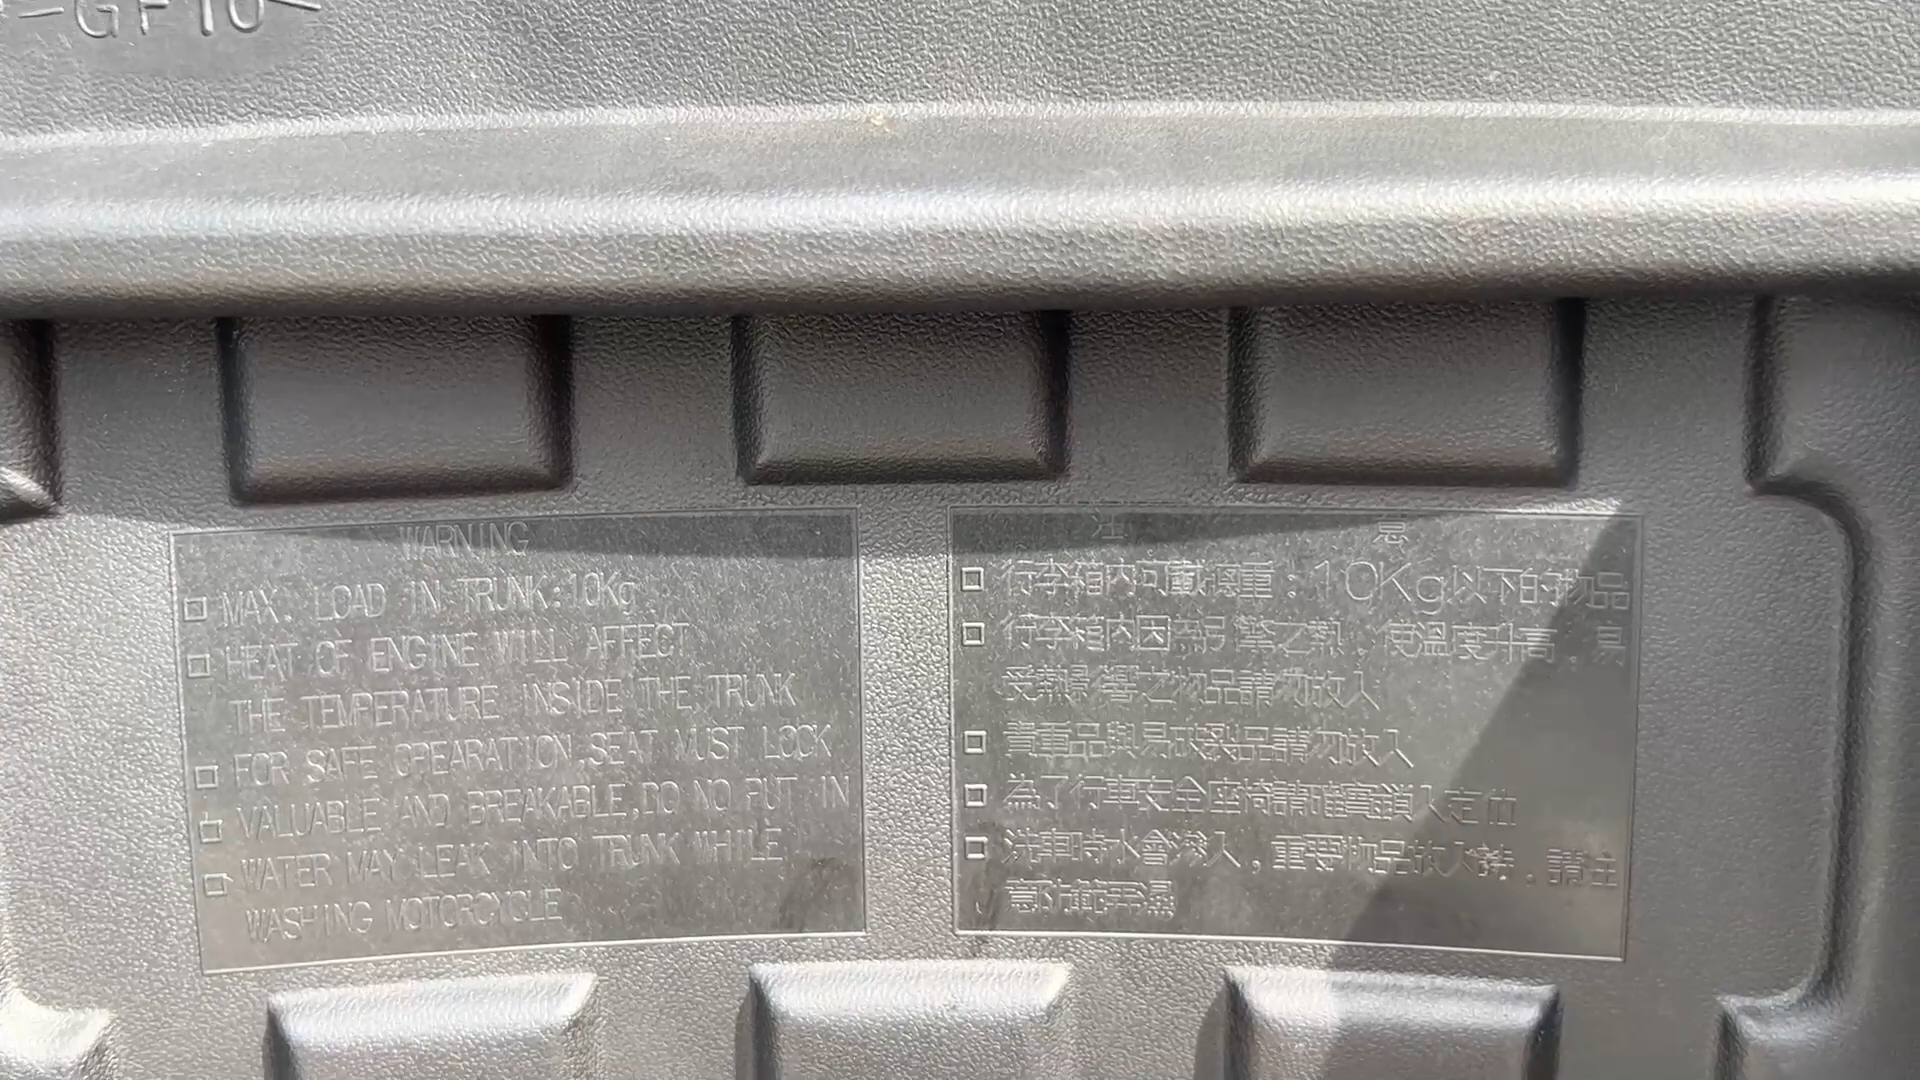 -GF10-
WARNING
□ MAX. LOAD IN TRUNK:10Kg
□ HEAT OF ENGINE WILL AFFECT
THE TEMPERATURE INSIDE THE TRUNK
□ FOR SAFE OPEARATION,SEAT MUST LOCK
□ VALUABLE AND BREAKABLE,DO NO PUT IN
□ WATER MAY LEAK INTO TRUNK WHILE
WASHING MOTORCYCLE
注 意
□ 行李箱內可載總重:10Kg以下的物品
□ 行李箱內因為引擎之熱,使溫度升高,易
受熱影響之物品請勿放入
□ 貴重品與易破裂品請勿放入
□ 為了行車安全座椅請確實鎖入定位
□ 洗車時水會滲入,重要物品放入時,請注
意防範弄濕